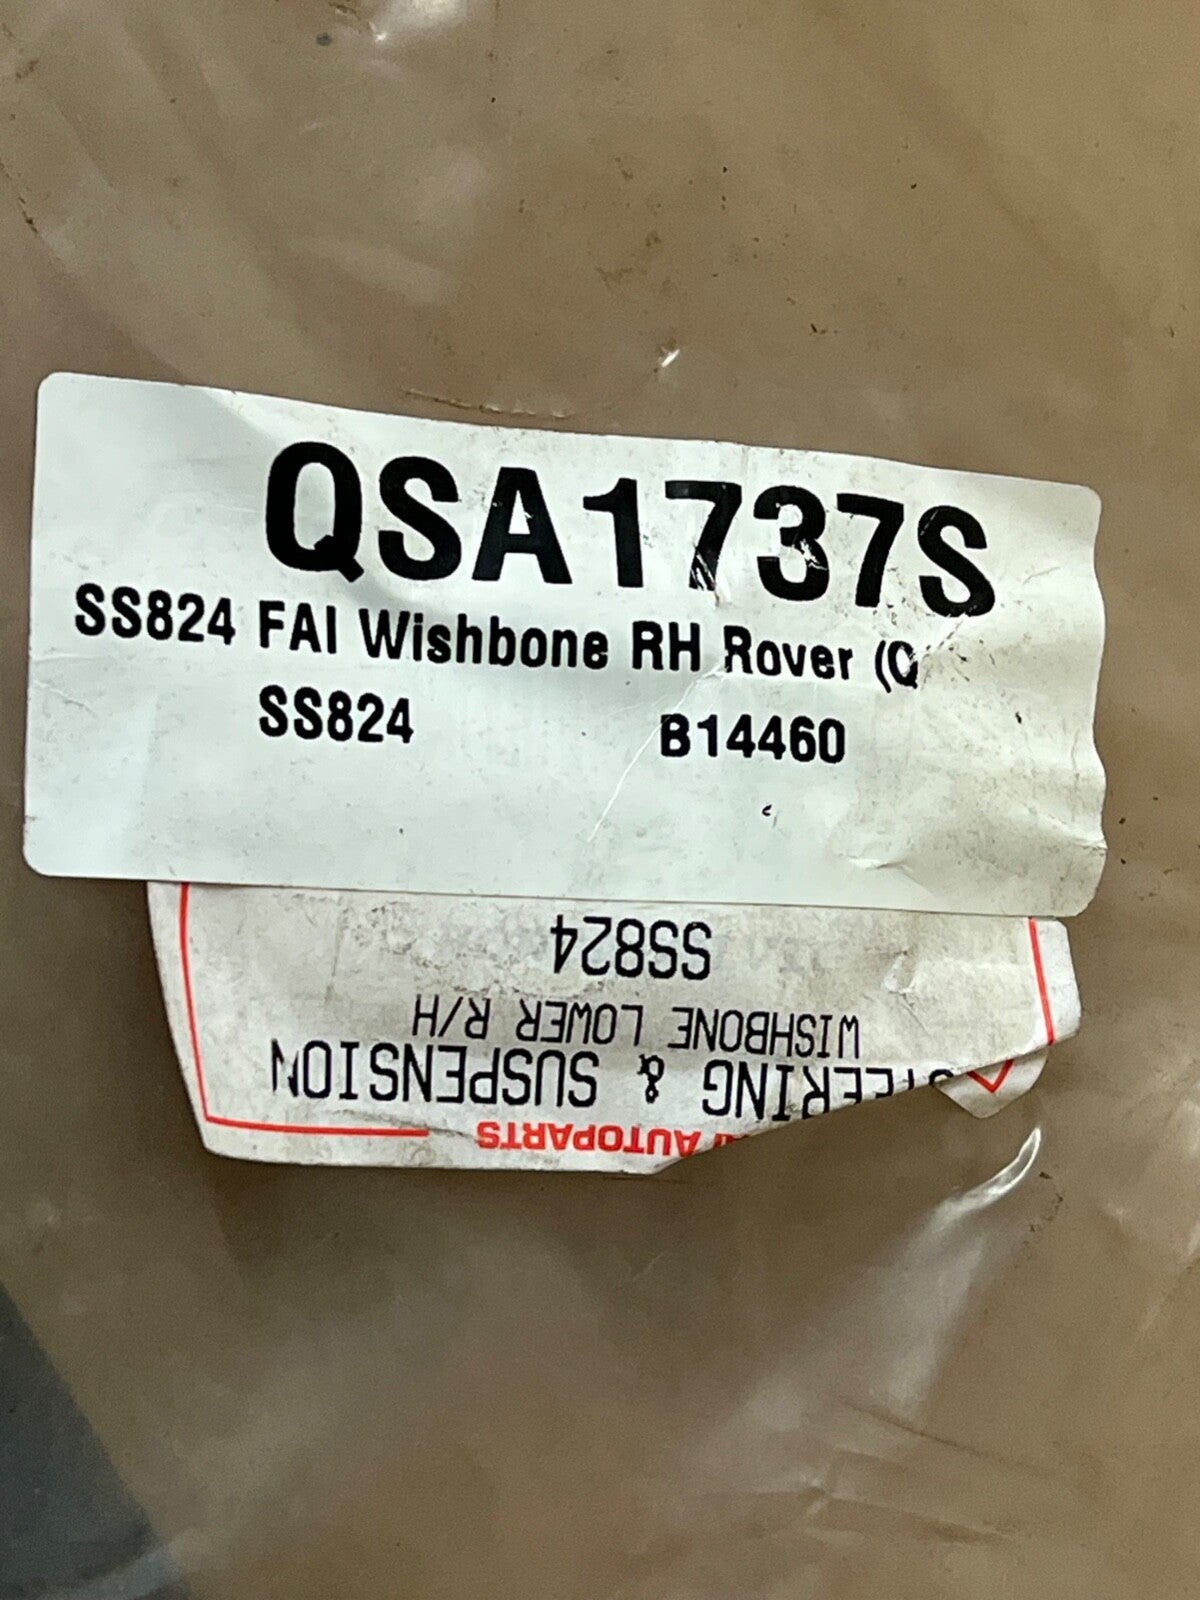 QSA1737S
SS824 FAI Wishbone RH Rover (Q
SS824 B14460
AUTOPARTS
STEERING & SUSPENSION
WISHBONE LOWER R/H
SS824